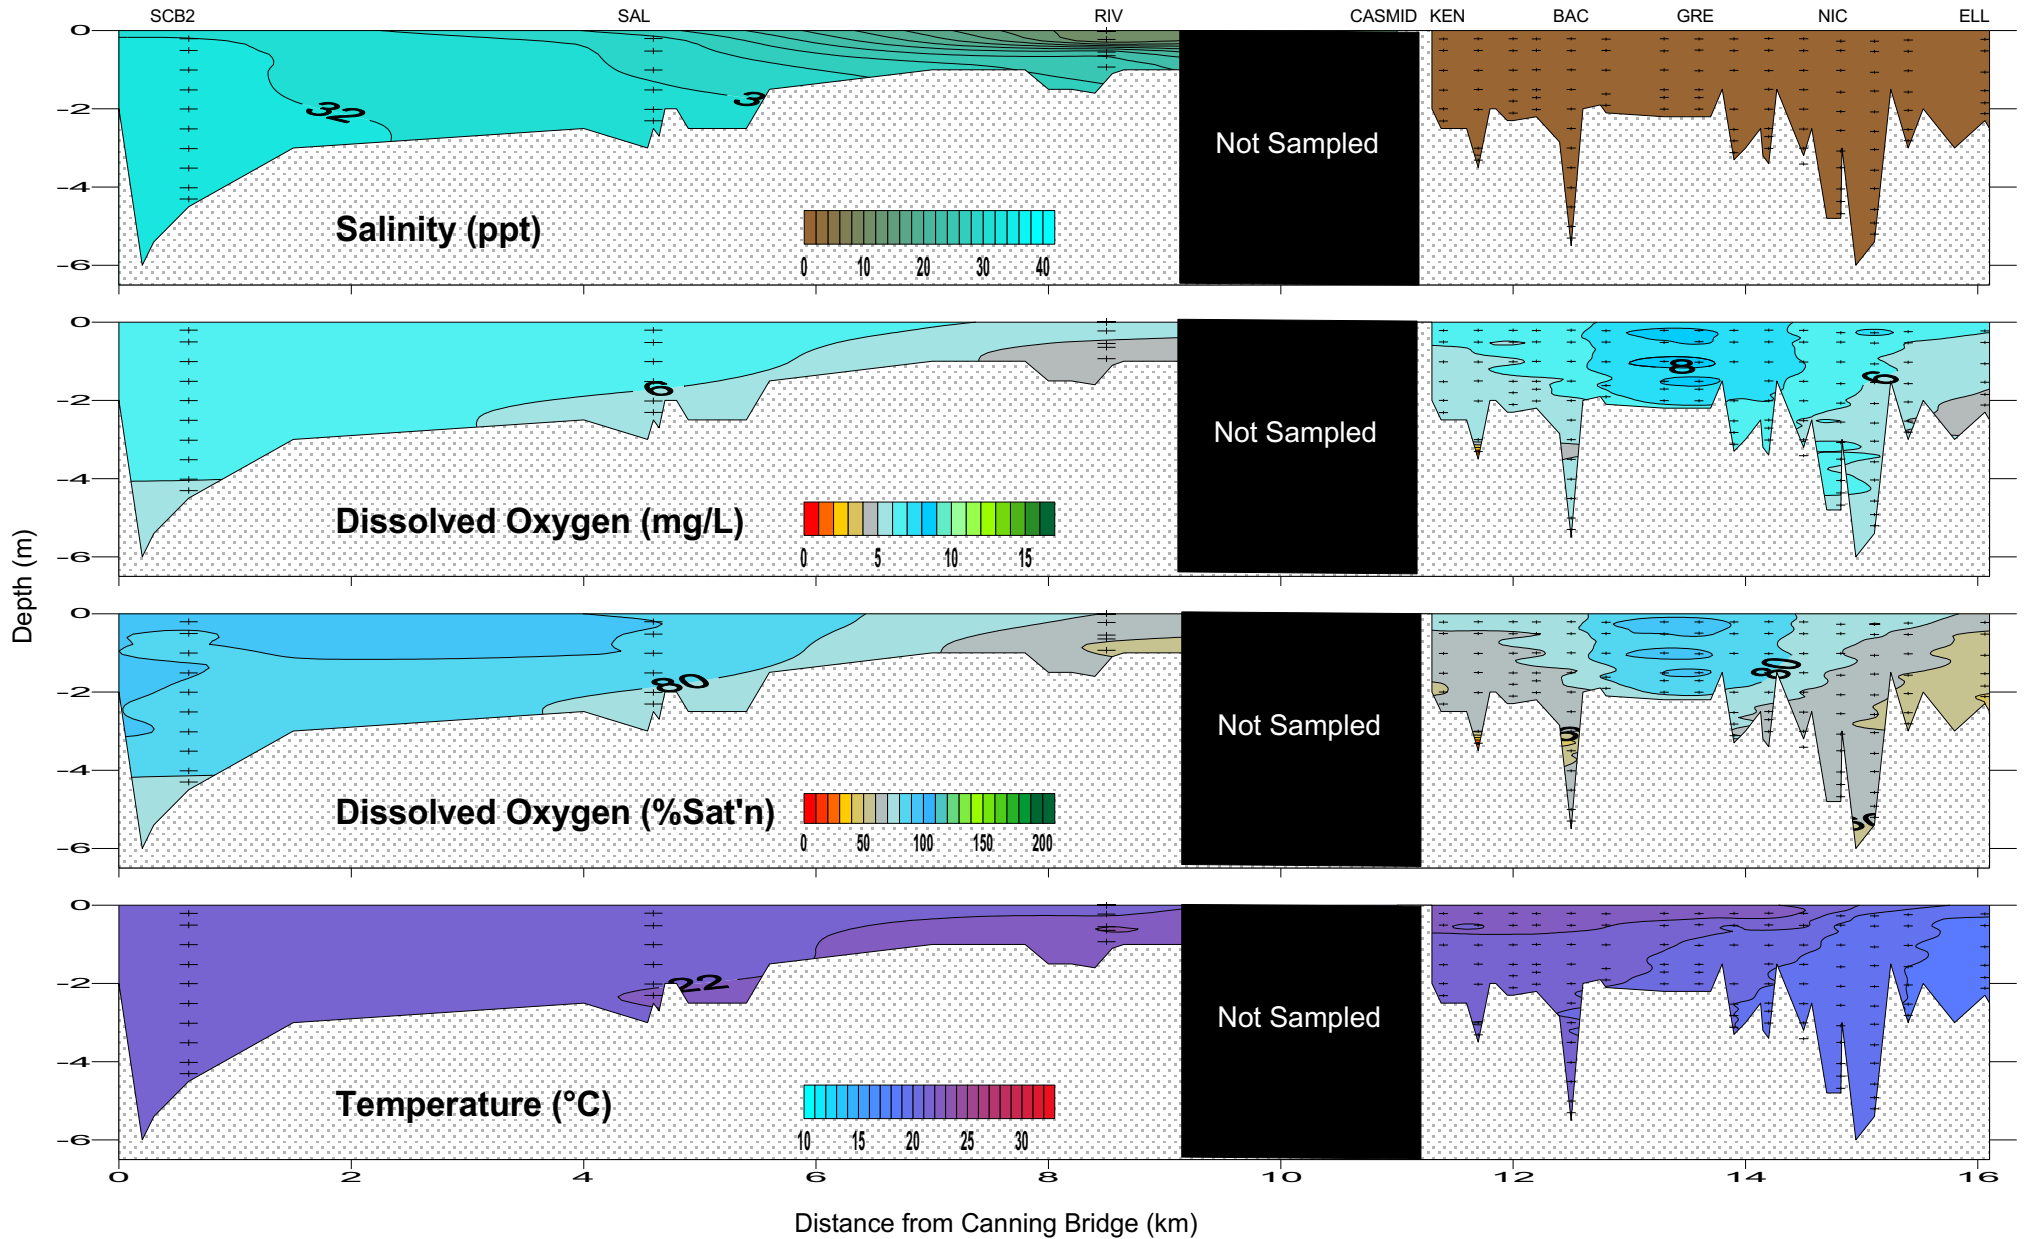 SCB2 SAL RIV CASMID KEN BAC GRE NIC ELL
0
-2
-4
-6
32
3
Not Sampled
Salinity (ppt)
0 10 20 30 40
0
-2
-4
-6
6
8
6
Not Sampled
Dissolved Oxygen (mg/L)
0 5 10 15
Depth (m)
0
-2
-4
-6
80
80
Not Sampled
Dissolved Oxygen (%Sat'n)
0 50 100 150 200
0
-2
-4
-6
22
Not Sampled
Temperature (°C)
10 15 20 25 30
0 2 4 6 8 10 12 14 16
Distance from Canning Bridge (km)